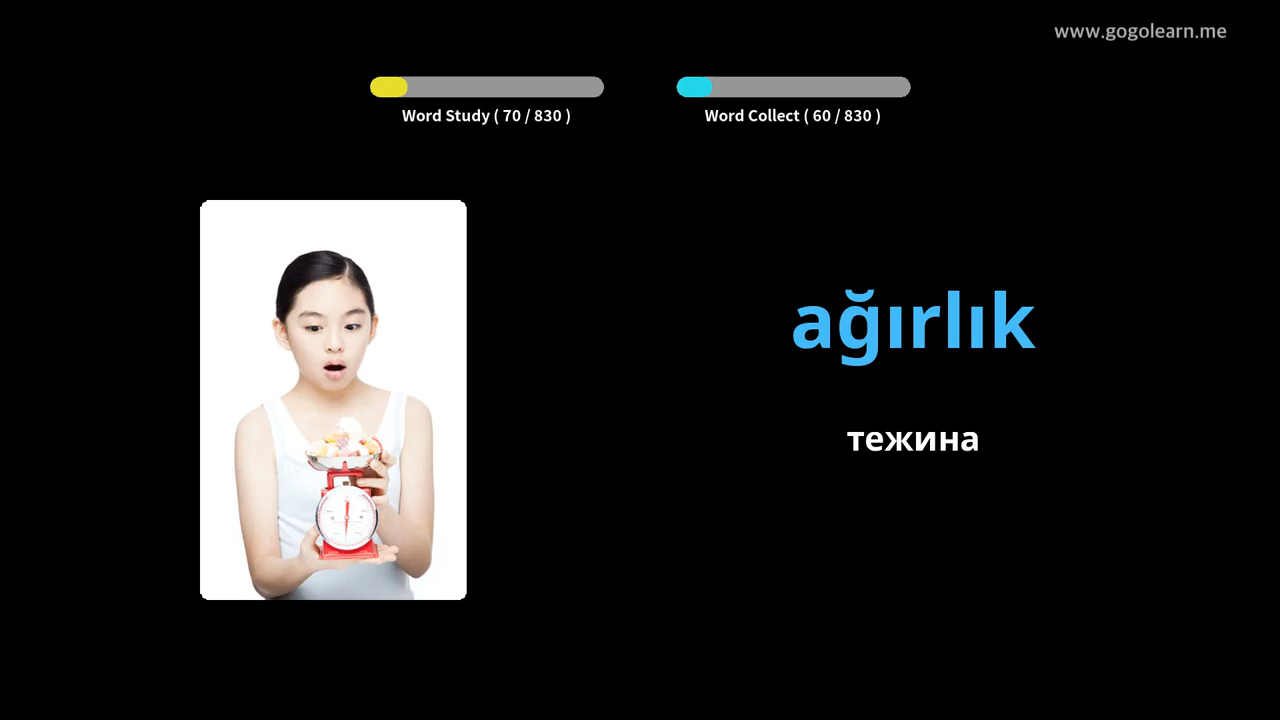 www.gogolearn.me
Word Study ( 70 / 830 )
Word Collect ( 60 / 830 )
ağırlık
тежина